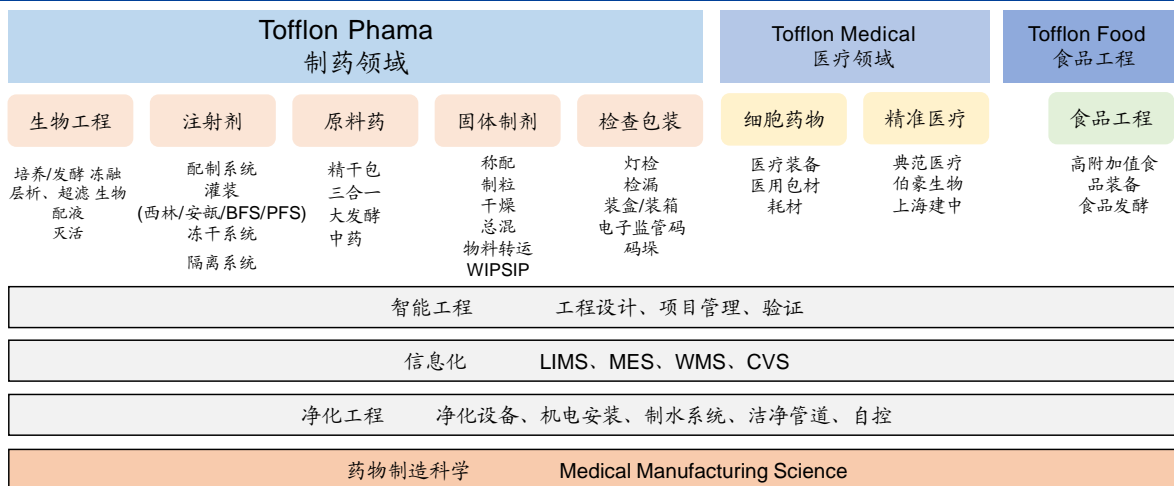 Tofflon Phama
制药领域
Tofflon Medical
医疗领域
Tofflon Food
食品工程
生物工程
培养/发酵 冻融
层析、超滤 生物
配液
灭活
注射剂
配制系统
灌装
(西林/安瓿/BFS/PFS)
冻干系统
隔离系统
原料药
精干包
三合一
大发酵
中药
固体制剂
称配
制粒
干燥
总混
物料转运
WIPSIP
检查包装
灯检
检漏
装盒/装箱
电子监管码
码垛
细胞药物
医疗装备
医用包材
耗材
精准医疗
典范医疗
伯豪生物
上海建中
食品工程
高附加值食
品装备
食品发酵
智能工程 工程设计、项目管理、验证
信息化 LIMS、MES、WMS、CVS
净化工程 净化设备、机电安装、制水系统、洁净管道、自控
药物制造科学 Medical Manufacturing Science